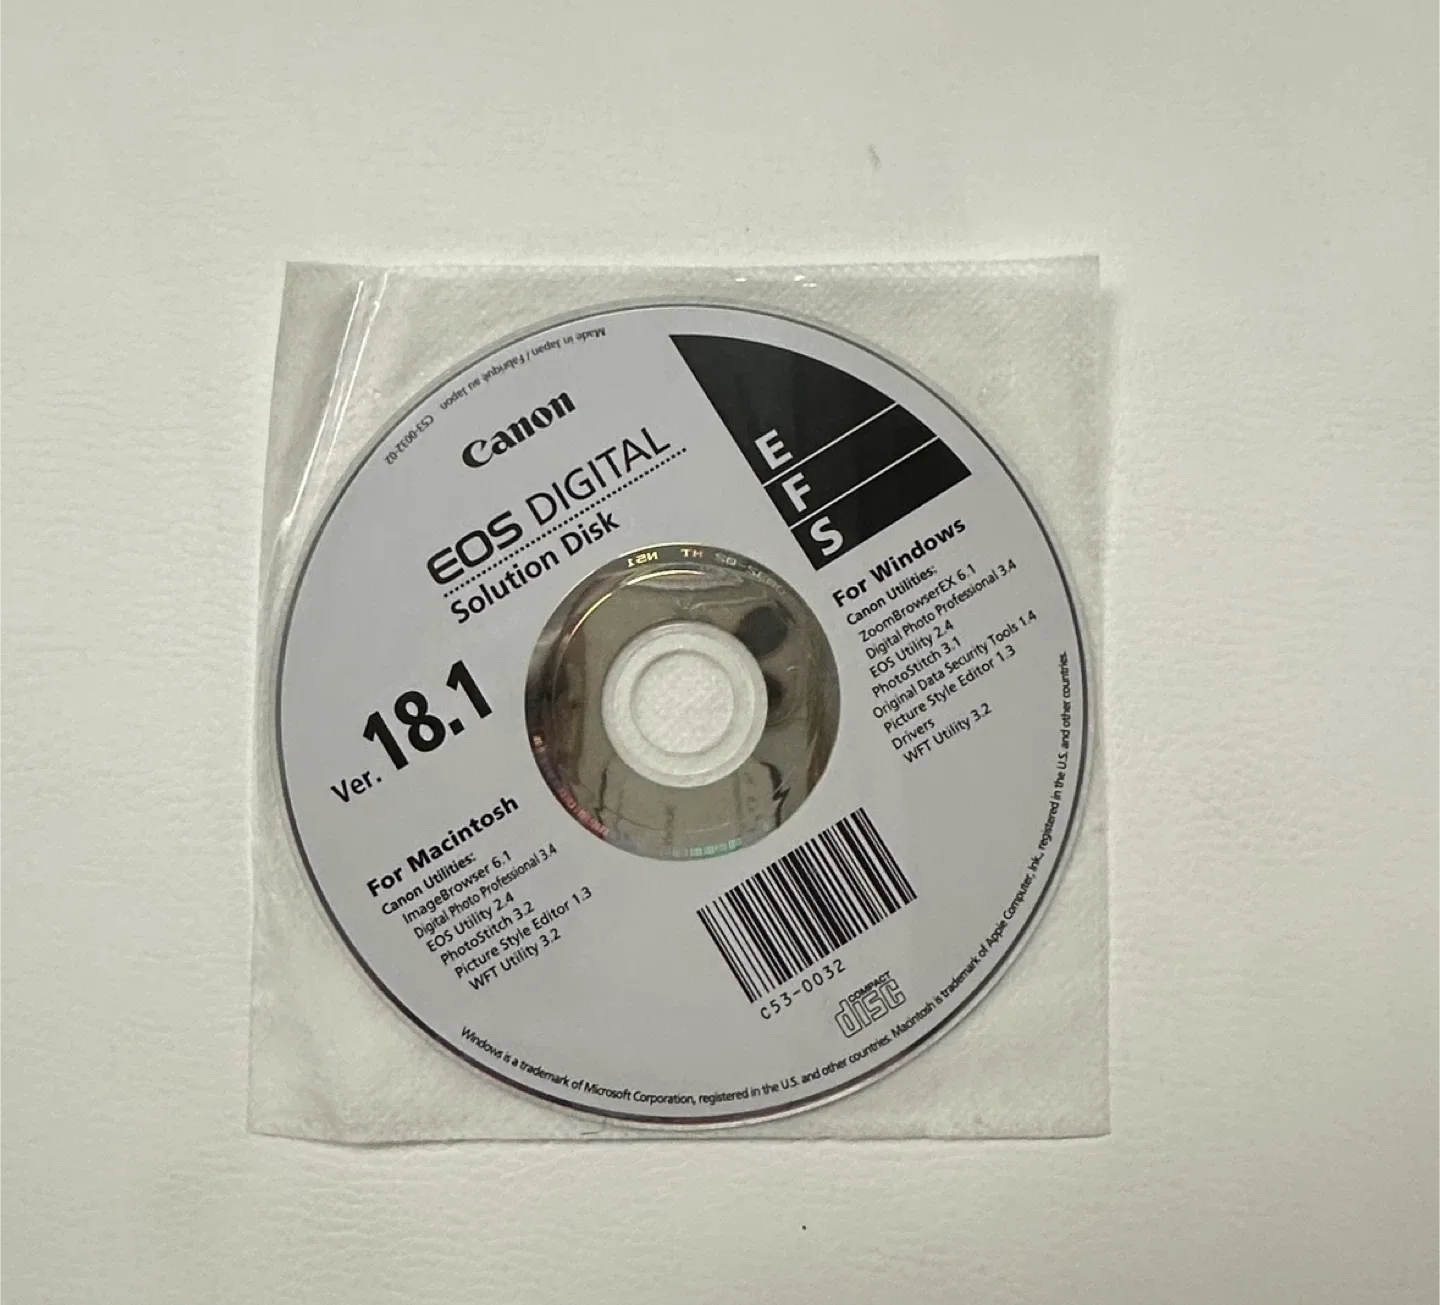 Made in Japan / Fabriqué au Japon C53-0032-02
Canon
EOS DIGITAL
Solution Disk
Ver. 18.1
E
F
S
For Windows
Canon Utilities:
ZoomBrowserEX 6.1
Digital Photo Professional 3.4
EOS Utility 2.4
PhotoStitch 3.1
Original Data Security Tools 1.4
Picture Style Editor 1.3
Drivers
WFT Utility 3.2
For Macintosh
Canon Utilities:
ImageBrowser 6.1
Digital Photo Professional 3.4
EOS Utility 2.4
PhotoStitch 3.2
Picture Style Editor 1.3
WFT Utility 3.2
C53-0032
COMPACT
disc
Windows is a trademark of Microsoft Corporation, registered in the U.S. and other countries. Macintosh is trademark of Apple Computer, Ink., registered in the U.S. and other countries.